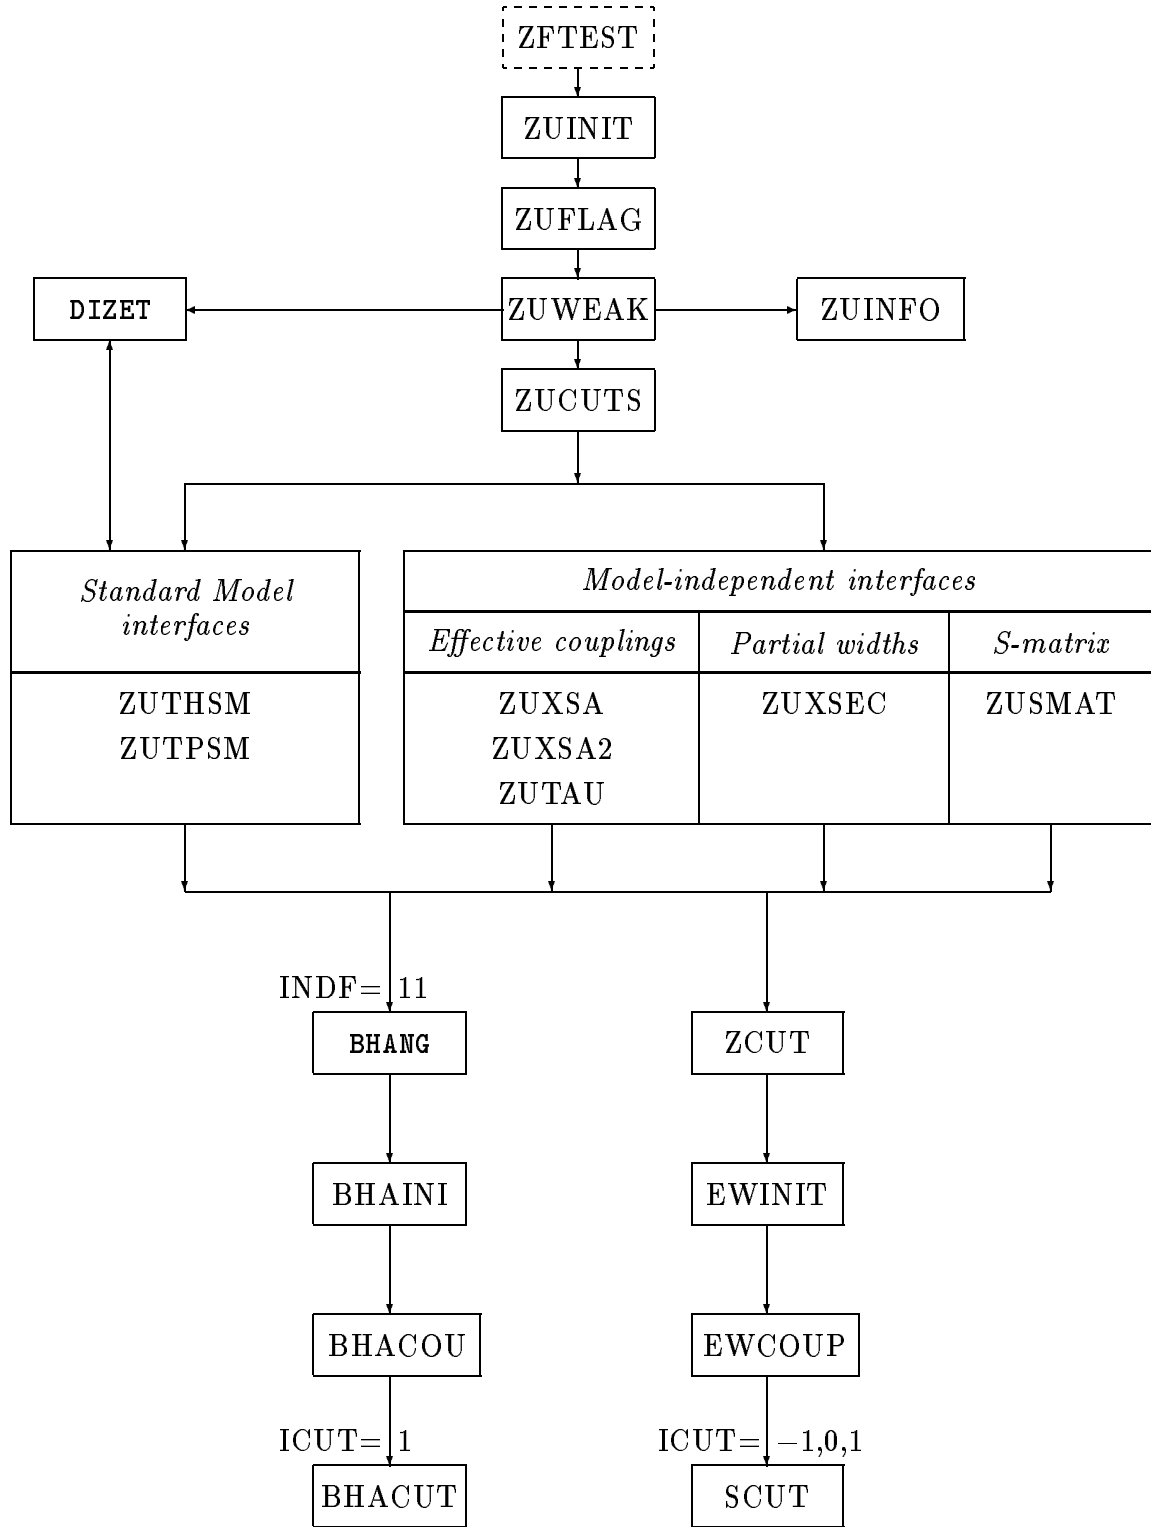 ZFTEST
ZUINIT
ZUFLAG
DIZET
ZUWEAK
ZUINFO
ZUCUTS
Standard Model
interfaces
Model-independent interfaces
Effective couplings
Partial widths
S-matrix
ZUTHSM
ZUTPSM
ZUXSA
ZUXSA2
ZUTAU
ZUXSEC
ZUSMAT
INDF= 11
BHANG
ZCUT
BHAINI
EWINIT
BHACOU
EWCOUP
ICUT= 1
ICUT= −1,0,1
BHACUT
SCUT